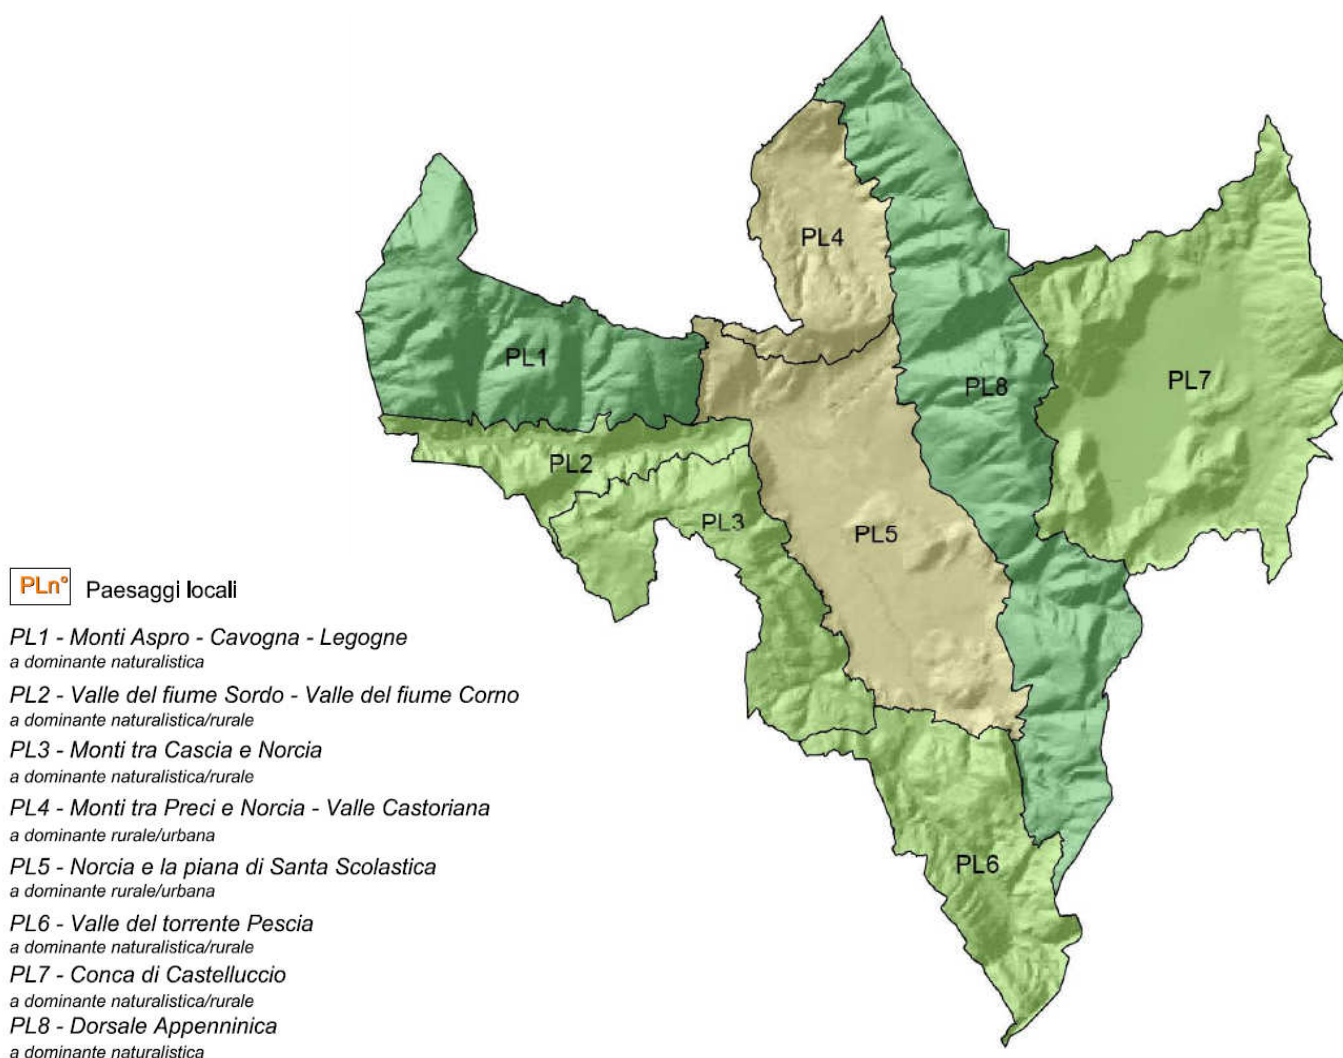 PL4
PL1
PL8
PL7
PL2
PL3
PL5
PL6
PLn° Paesaggi locali
PL1 - Monti Aspro - Cavogna - Legogne
a dominante naturalistica
PL2 - Valle del fiume Sordo - Valle del fiume Corno
a dominante naturalistica/rurale
PL3 - Monti tra Cascia e Norcia
a dominante naturalistica/rurale
PL4 - Monti tra Preci e Norcia - Valle Castoriana
a dominante rurale/urbana
PL5 - Norcia e la piana di Santa Scolastica
a dominante rurale/urbana
PL6 - Valle del torrente Pescia
a dominante naturalistica/rurale
PL7 - Conca di Castelluccio
a dominante naturalistica/rurale
PL8 - Dorsale Appenninica
a dominante naturalistica